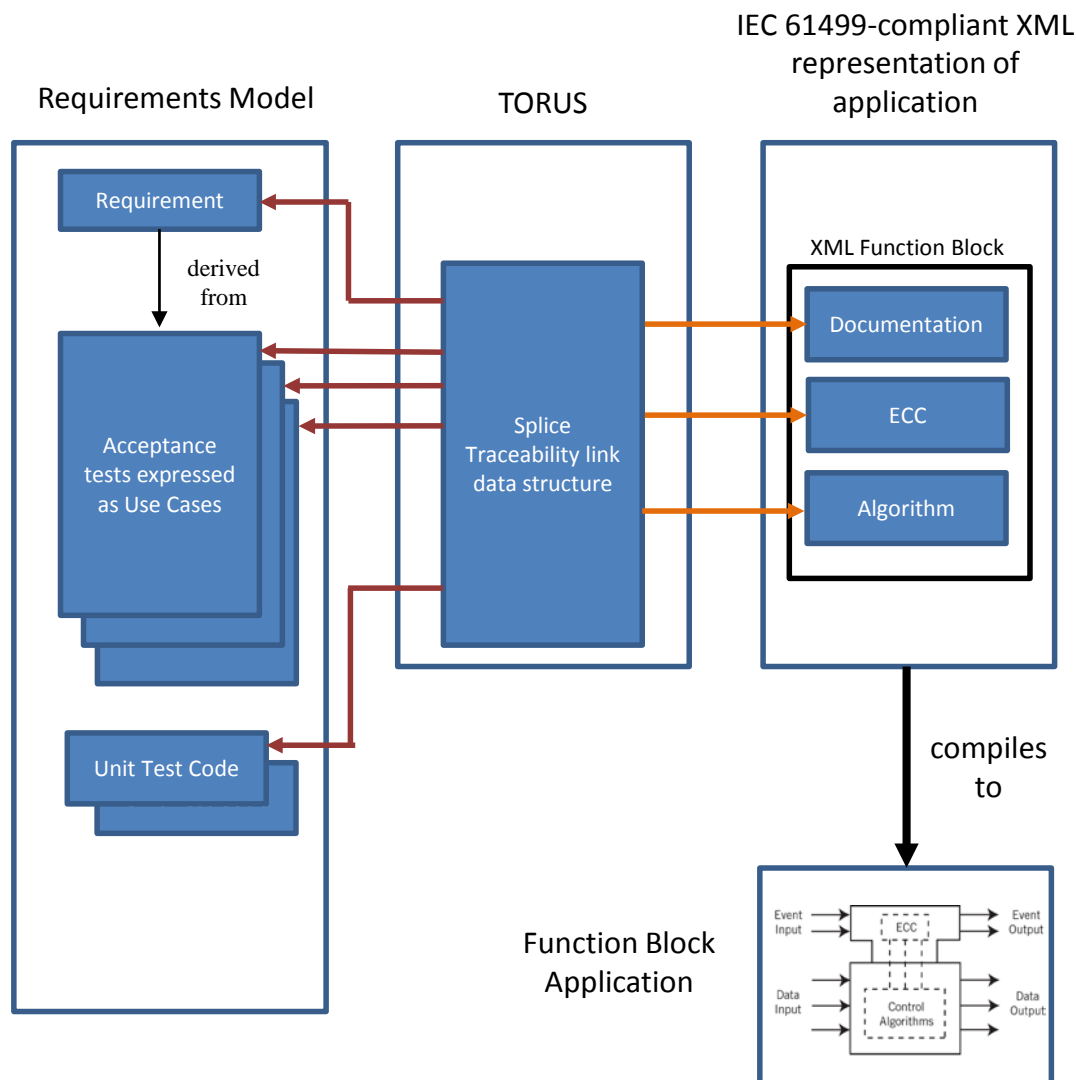 IEC 61499-compliant XML
representation of
application
Requirements Model
TORUS
Requirement
derived
from
Acceptance
tests expressed
as Use Cases
Unit Test Code
Splice
Traceability link
data structure
XML Function Block
Documentation
ECC
Algorithm
compiles
to
Function Block
Application
Event
Input
ECC
Event
Output
Data
Input
Control
Algorithms
Data
Output